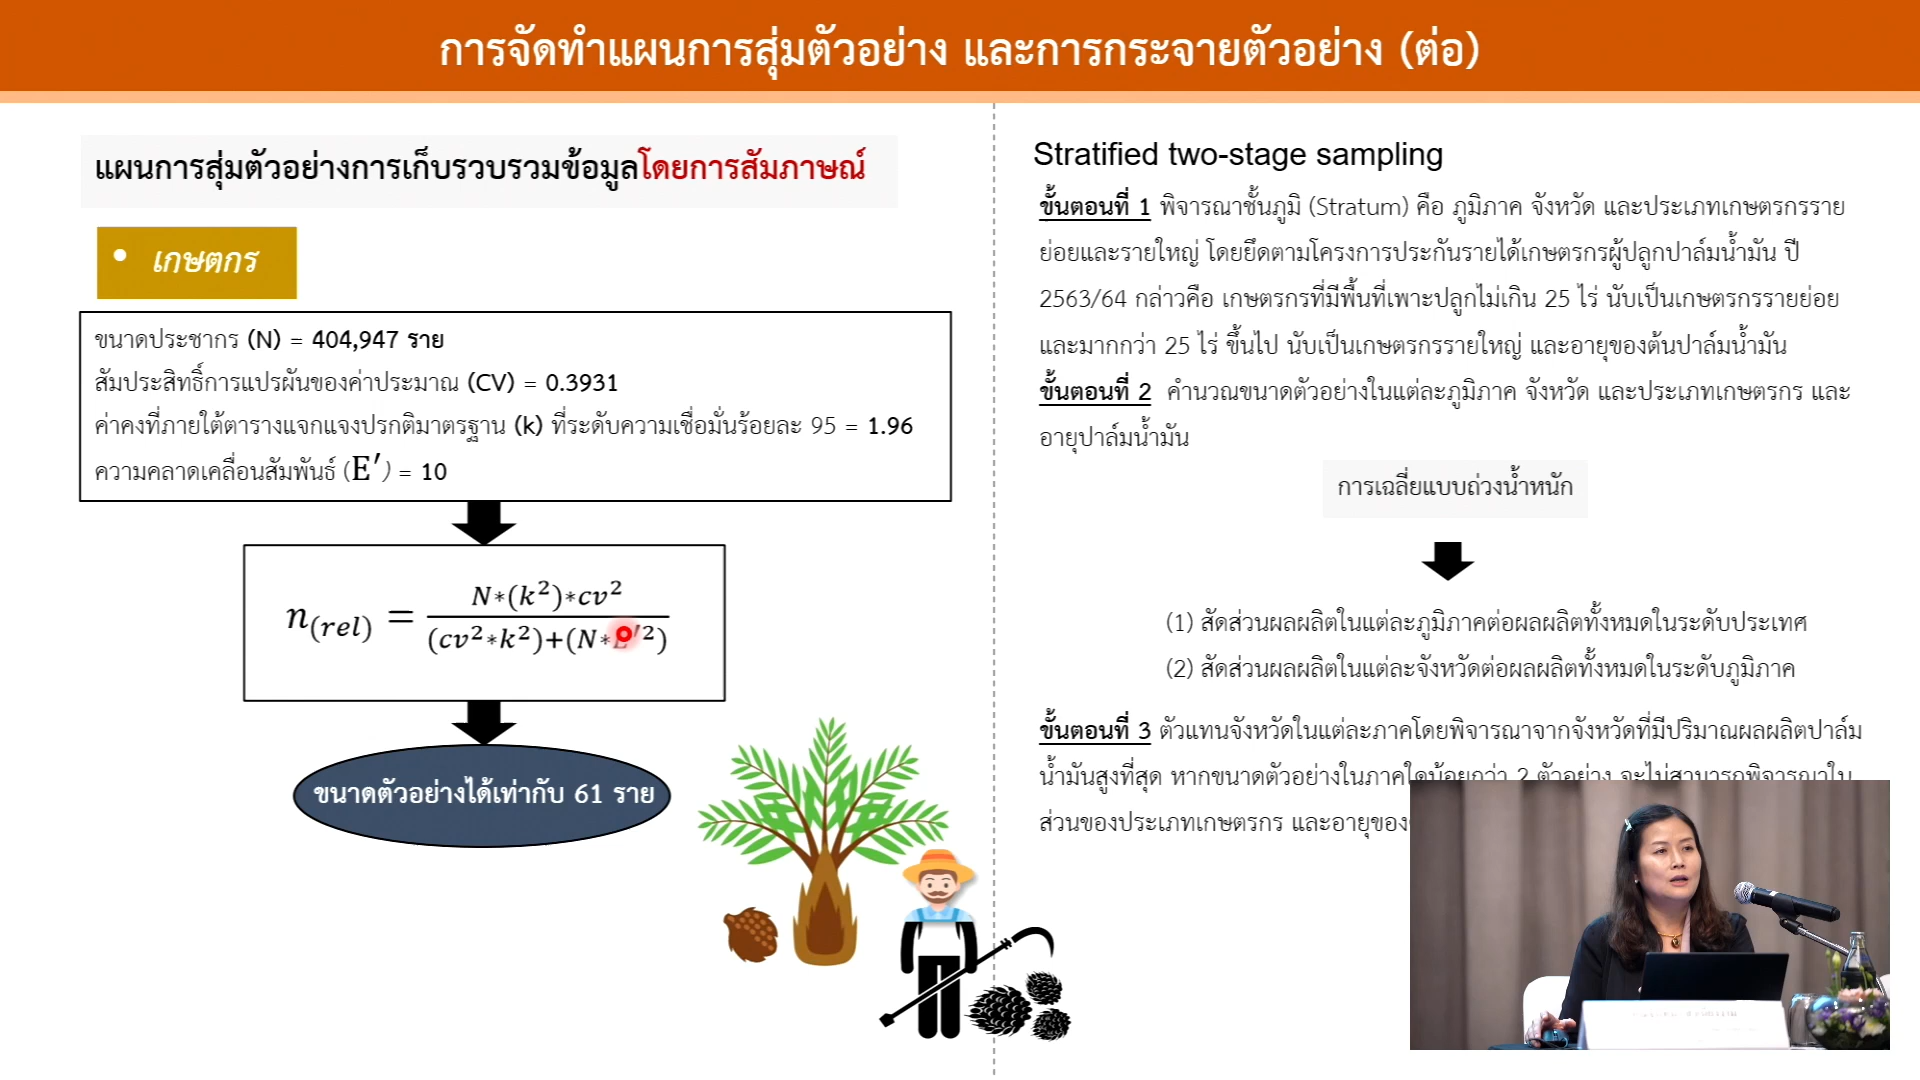 การจัดทำแผนการสุ่มตัวอย่าง และการกระจายตัวอย่าง (ต่อ)
แผนการสุ่มตัวอย่างการเก็บรวบรวมข้อมูลโดยการสัมภาษณ์
• เกษตกร
ขนาดประชากร (N) = 404,947 ราย
สัมประสิทธิ์การแปรผันของค่าประมาณ (CV) = 0.3931
ค่าคงที่ภายใต้ตารางแจกแจงปรกติมาตรฐาน (k) ที่ระดับความเชื่อมั่นร้อยละ 95 = 1.96
ความคลาดเคลื่อนสัมพันธ์ (E′) = 10
n(rel) = N*(k²)*cv² / (cv²*k²)+(N*E′²)
ขนาดตัวอย่างได้เท่ากับ 61 ราย
Stratified two-stage sampling
ขั้นตอนที่ 1 พิจารณาชั้นภูมิ (Stratum) คือ ภูมิภาค จังหวัด และประเภทเกษตรกรราย
ย่อยและรายใหญ่ โดยยึดตามโครงการประกันรายได้เกษตรกรผู้ปลูกปาล์มน้ำมัน ปี
2563/64 กล่าวคือ เกษตรกรที่มีพื้นที่เพาะปลูกไม่เกิน 25 ไร่ นับเป็นเกษตรกรรายย่อย
และมากกว่า 25 ไร่ ขึ้นไป นับเป็นเกษตรกรรายใหญ่ และอายุของต้นปาล์มน้ำมัน
ขั้นตอนที่ 2 คำนวณขนาดตัวอย่างในแต่ละภูมิภาค จังหวัด และประเภทเกษตรกร และ
อายุปาล์มน้ำมัน
การเฉลี่ยแบบถ่วงน้ำหนัก
(1) สัดส่วนผลผลิตในแต่ละภูมิภาคต่อผลผลิตทั้งหมดในระดับประเทศ
(2) สัดส่วนผลผลิตในแต่ละจังหวัดต่อผลผลิตทั้งหมดในระดับภูมิภาค
ขั้นตอนที่ 3 ตัวแทนจังหวัดในแต่ละภาคโดยพิจารณาจากจังหวัดที่มีปริมาณผลผลิตปาล์ม
น้ำมันสูงที่สุด หากขนาดตัวอย่างในภาคใดน้อยกว่า 2 ตัวอย่าง จะไม่สามารถพิจารณาใน
ส่วนของประเภทเกษตรกร และอายุของ